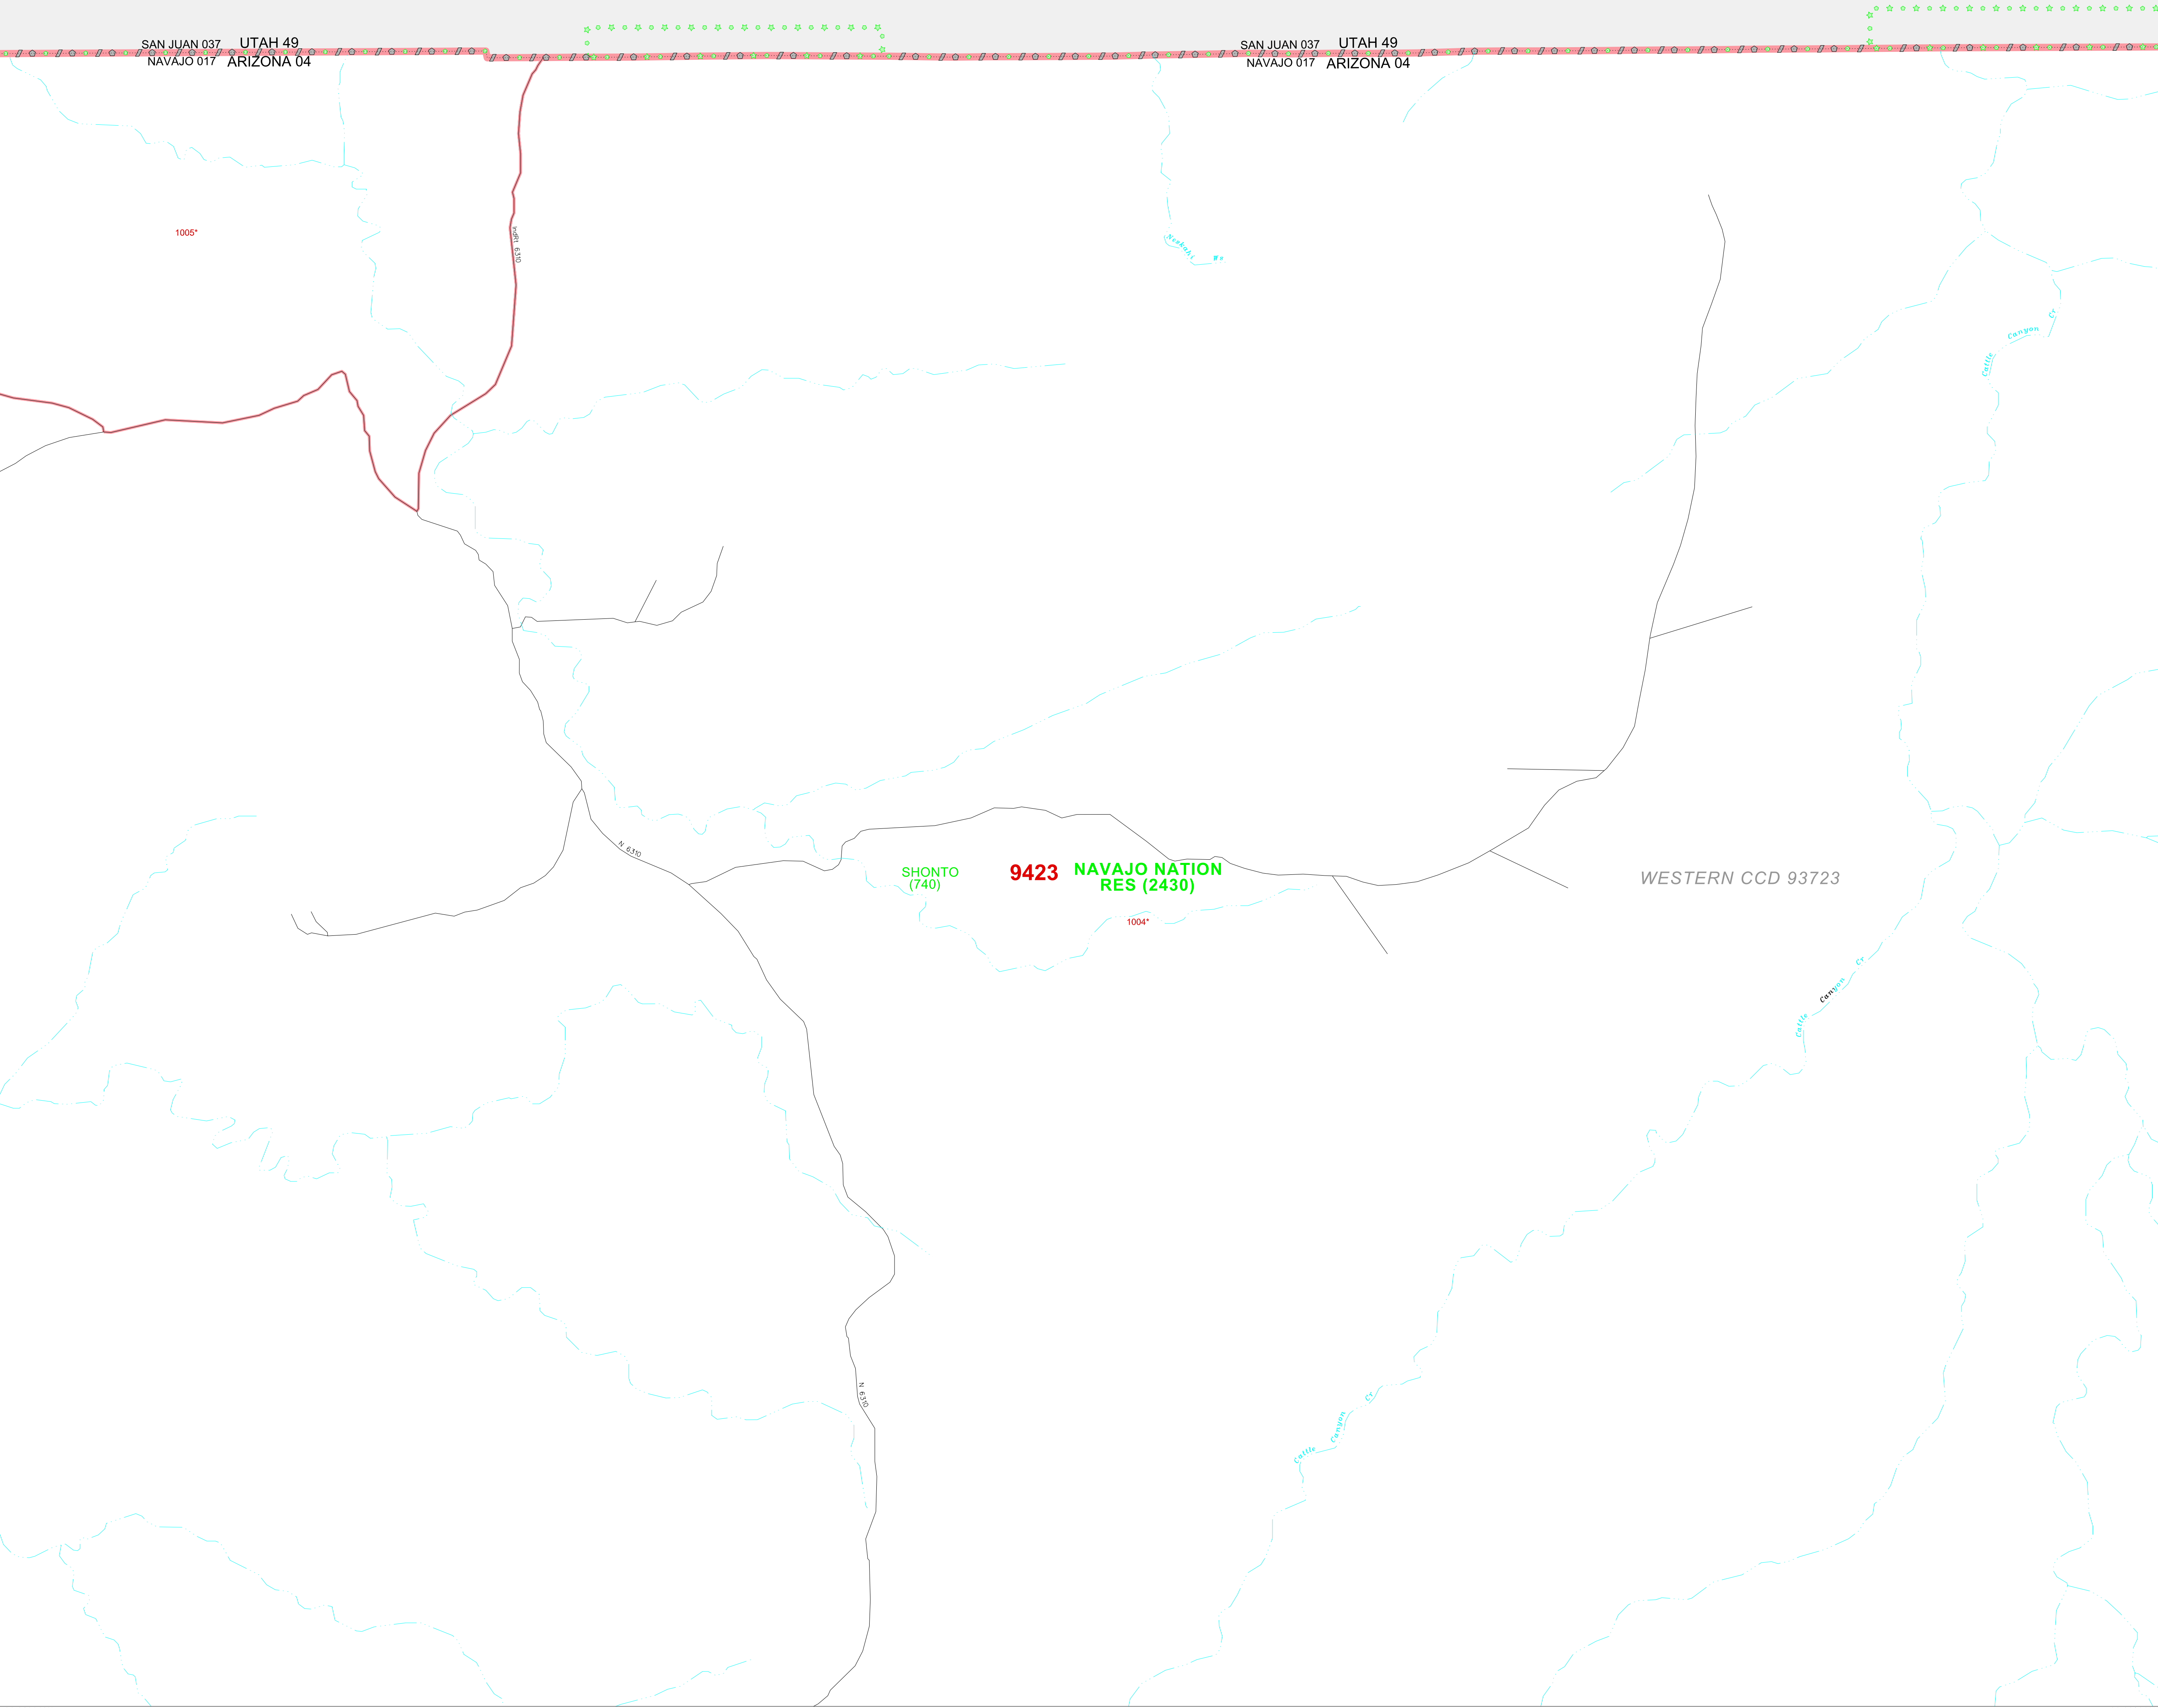 SAN JUAN 037 UTAH 49
NAVAJO 017 ARIZONA 04
SAN JUAN 037 UTAH 49
NAVAJO 017 ARIZONA 04
1005*
IndRt 6310
Canyon Cr
Cattle
N 6310
SHONTO
(740)
9423
NAVAJO NATION
RES (2430)
WESTERN CCD 93723
1004*
Cattle Canyon Cr
N 6310
Cattle Canyon Cr